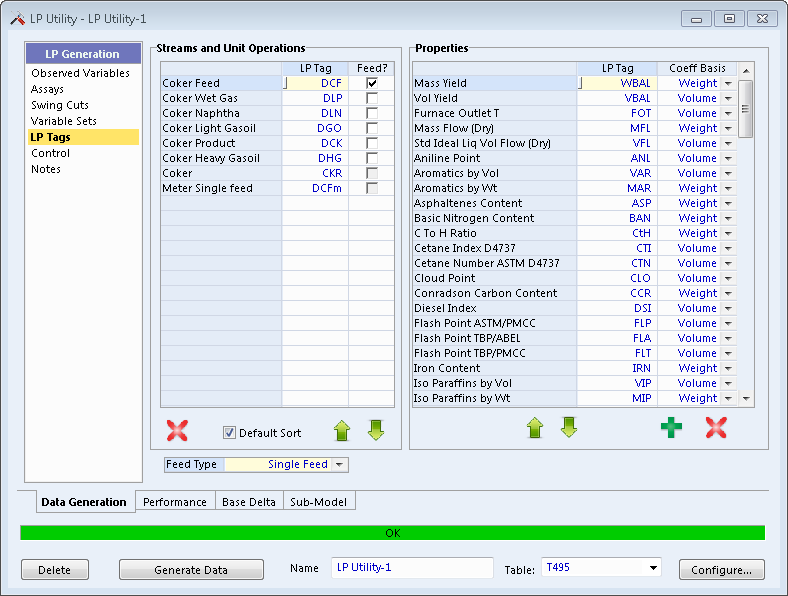 LP Utility - LP Utility-1
LP Generation
Observed Variables
Assays
Swing Cuts
Variable Sets
LP Tags
Control
Notes
Streams and Unit Operations
LP Tag Feed?
Coker Feed DCF
Coker Wet Gas DLP
Coker Naphtha DLN
Coker Light Gasoil DGO
Coker Product DCK
Coker Heavy Gasoil DHG
Coker CKR
Meter Single feed DCFm
Default Sort
Feed Type Single Feed
Properties
LP Tag Coeff Basis
Mass Yield WBAL Weight
Vol Yield VBAL Volume
Furnace Outlet T FOT Volume
Mass Flow (Dry) MFL Weight
Std Ideal Liq Vol Flow (Dry) VFL Volume
Aniline Point ANL Volume
Aromatics by Vol VAR Volume
Aromatics by Wt MAR Weight
Asphaltenes Content ASP Weight
Basic Nitrogen Content BAN Weight
C To H Ratio CtH Weight
Cetane Index D4737 CTI Volume
Cetane Number ASTM D4737 CTN Volume
Cloud Point CLO Volume
Conradson Carbon Content CCR Weight
Diesel Index DSI Volume
Flash Point ASTM/PMCC FLP Volume
Flash Point TBP/ABEL FLA Volume
Flash Point TBP/PMCC FLT Volume
Iron Content IRN Weight
Iso Paraffins by Vol VIP Volume
Iso Paraffins by Wt MIP Weight
Data Generation Performance Base Delta Sub-Model
OK
Delete Generate Data Name LP Utility-1 Table: T495 Configure...